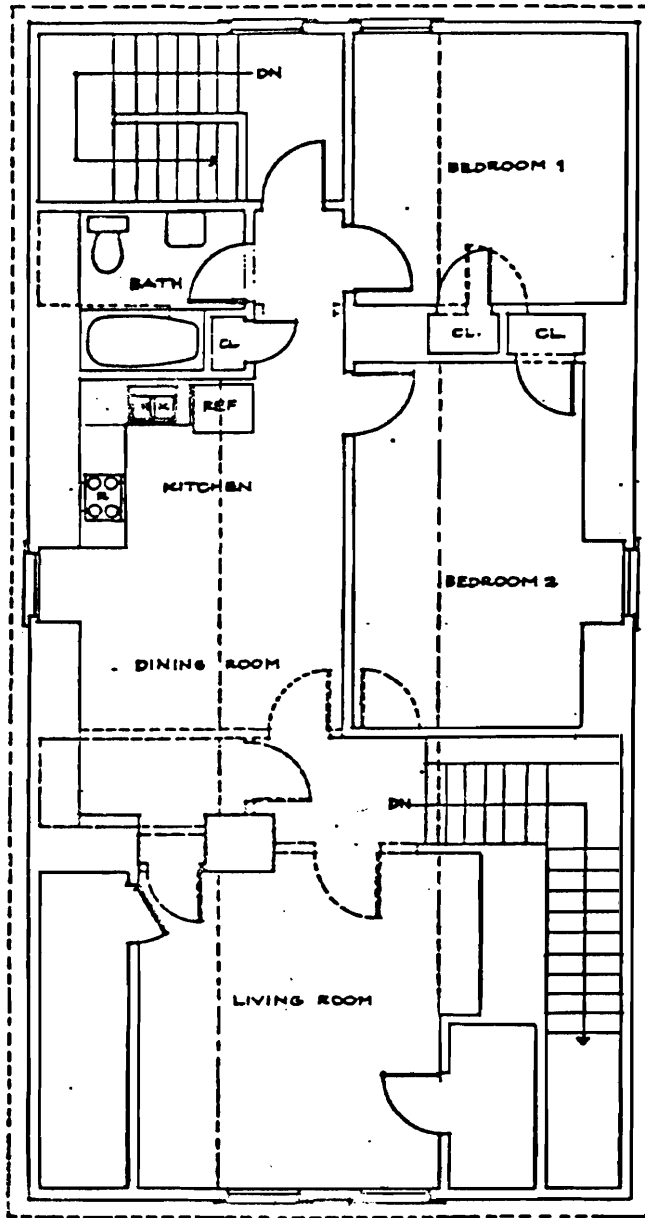 DN
BEDROOM 1
BATH
CL
CL.
CL.
REF
R
KITCHEN
BEDROOM 2
DINING ROOM
DN
LIVING ROOM